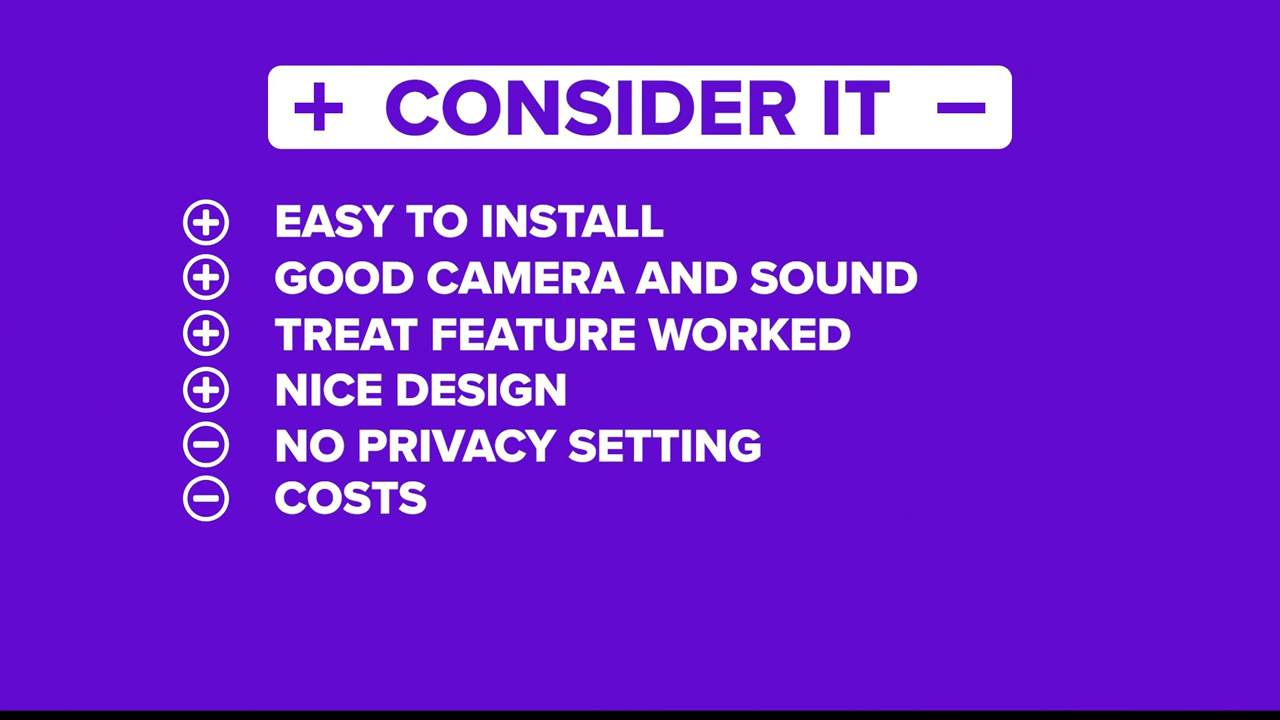 + CONSIDER IT −
+ EASY TO INSTALL
+ GOOD CAMERA AND SOUND
+ TREAT FEATURE WORKED
+ NICE DESIGN
− NO PRIVACY SETTING
− COSTS